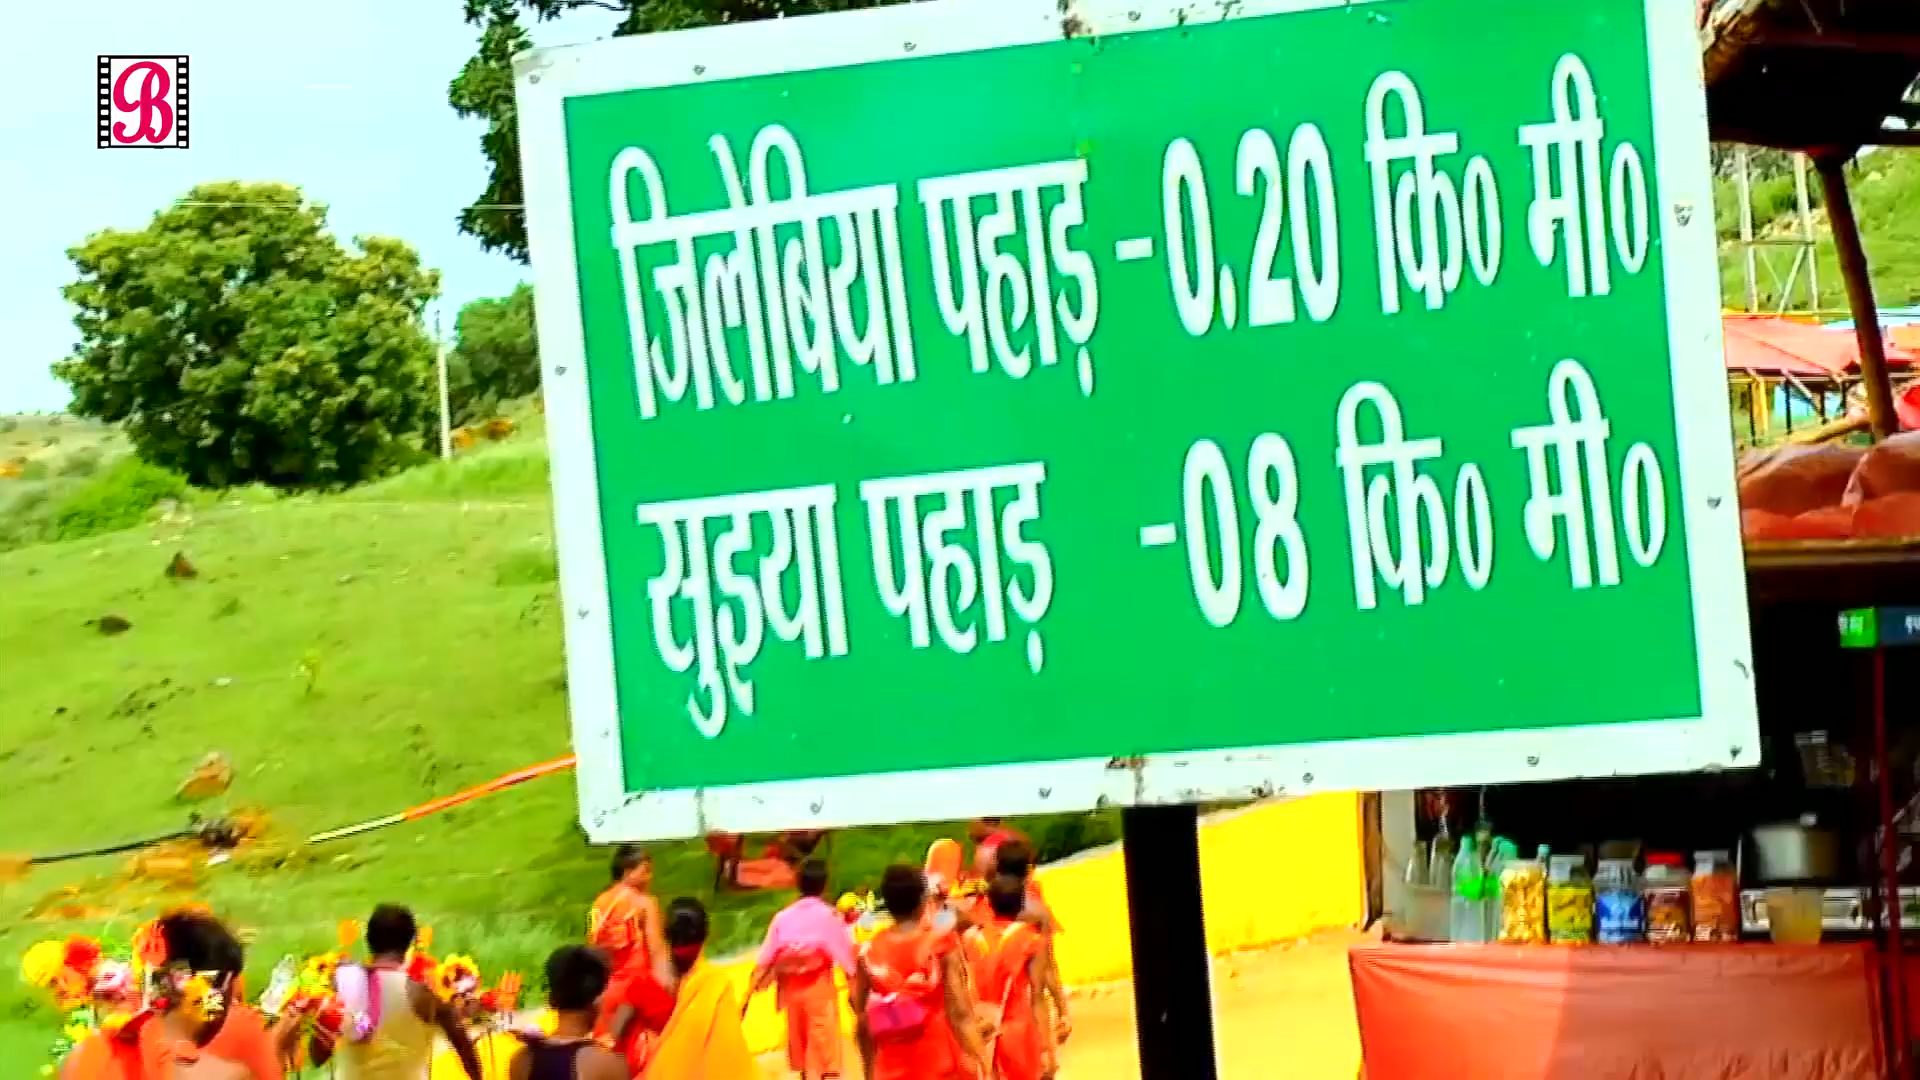 B
जिलेबिया पहाड़ -0.20 कि० मी०
सुइया पहाड़ -08 कि० मी०